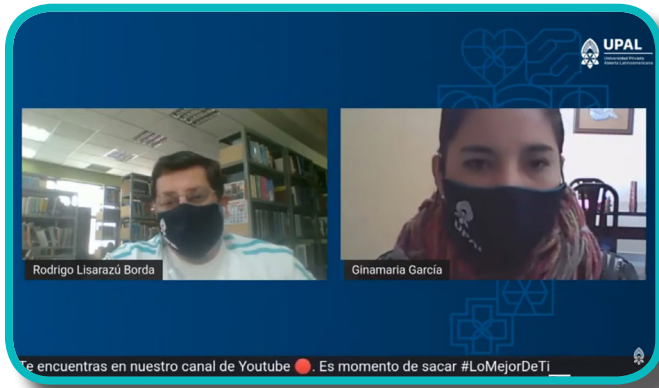 UPAL
Universidad Privada
Abierta Latinoamericana
Rodrigo Lisarazú Borda
Ginamaria García
Te encuentras en nuestro canal de Youtube 🔴. Es momento de sacar #LoMejorDeTi